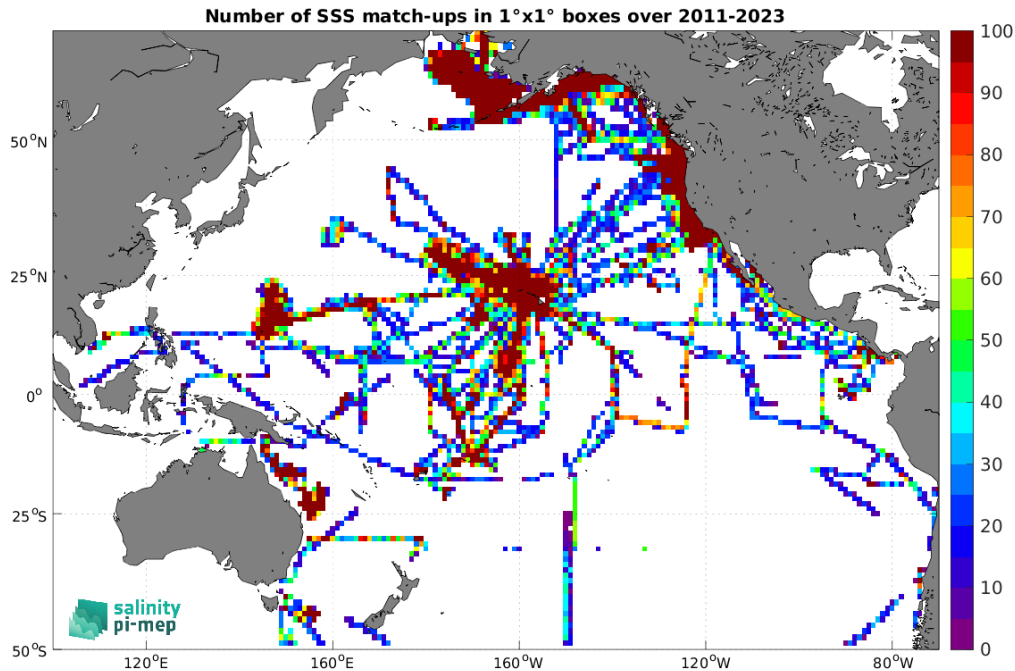 Number of SSS match-ups in 1°x1° boxes over 2011-2023
50°N
25°N
0°
25°S
50°S
120°E
160°E
160°W
120°W
80°W
100
90
80
70
60
50
40
30
20
10
0
salinity
pi-mep